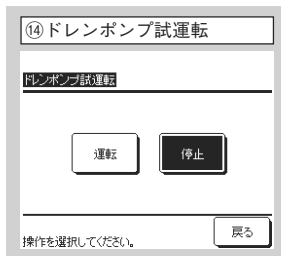 ⑭ドレンポンプ試運転
ドレンポンプ試運転
運転
停止
操作を選択してください。
戻る